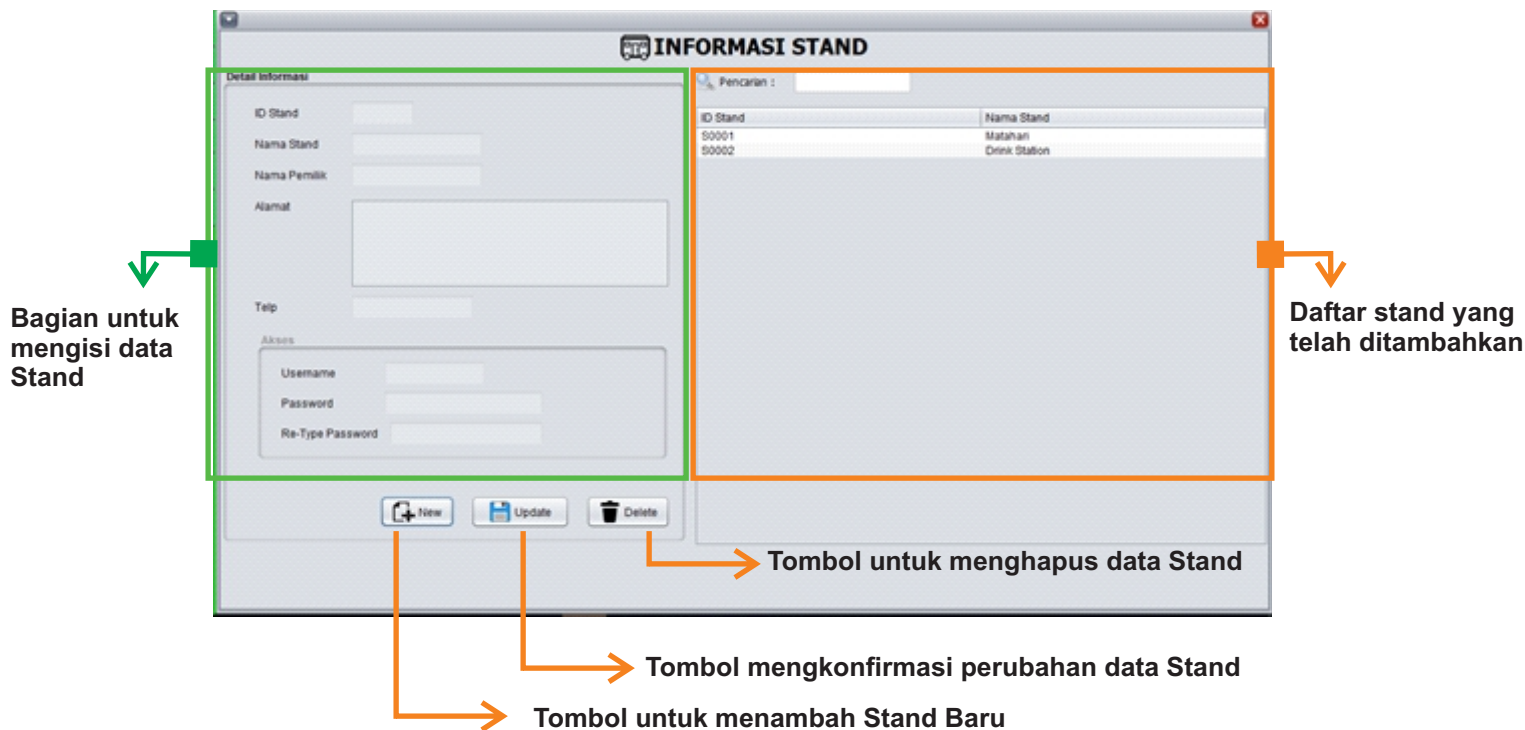 INFORMASI STAND
Detail Informasi
ID Stand
Nama Stand
Nama Pemilik
Alamat
Telp
Akses
Username
Password
Re-Type Password
New
Update
Delete
Pencarian :
ID Stand Nama Stand
S0001 Matahari
S0002 Drink Station
Bagian untuk
mengisi data
Stand
Daftar stand yang
telah ditambahkan
Tombol untuk menghapus data Stand
Tombol mengkonfirmasi perubahan data Stand
Tombol untuk menambah Stand Baru